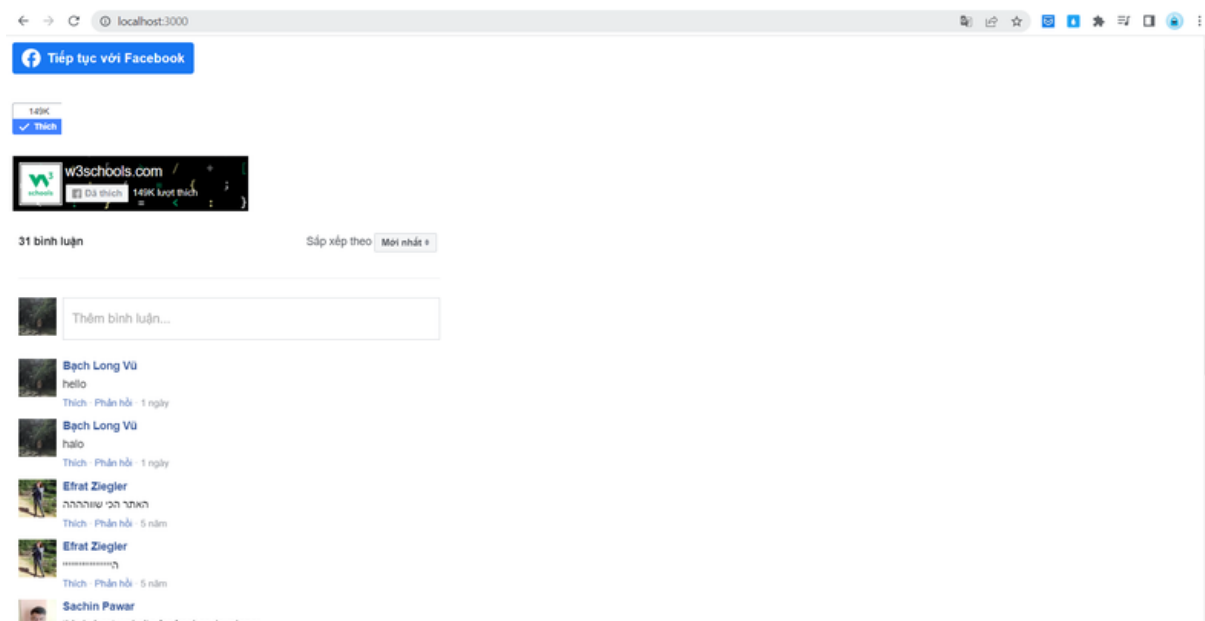 localhost:3000
Tiếp tục với Facebook
149K
Thích
W3
schools
w3schools.com
Đã thích 149K lượt thích
31 bình luận
Sắp xếp theo Mới nhất
Thêm bình luận...
Bạch Long Vũ
hello
Thích · Phản hồi · 1 ngày
Bạch Long Vũ
halo
Thích · Phản hồi · 1 ngày
Efrat Ziegler
האתר הכי שווהההה
Thích · Phản hồi · 5 năm
Efrat Ziegler
Thích · Phản hồi · 5 năm
Sachin Pawar